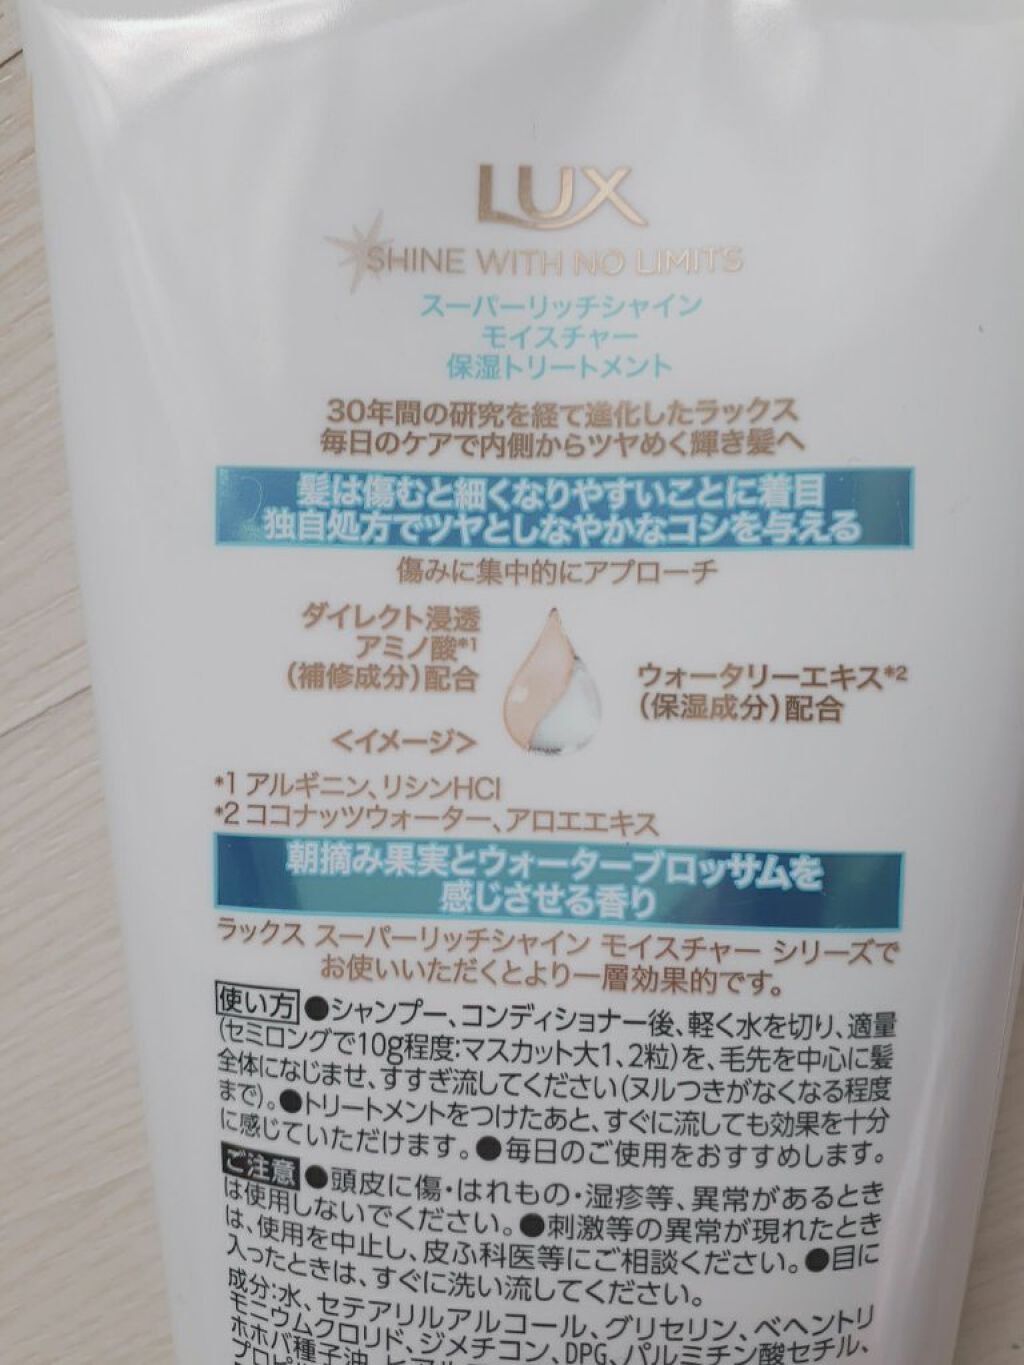 LUX
SHINE WITH NO LIMITS
スーパーリッチシャイン
モイスチャー
保湿トリートメント
30年間の研究を経て進化したラックス
毎日のケアで内側からツヤめく輝き髪へ
髪は傷むと細くなりやすいことに着目
独自処方でツヤとしなやかなコシを与える
傷みに集中的にアプローチ
ダイレクト浸透
アミノ酸*1
(補修成分)配合
ウォータリーエキス*2
(保湿成分)配合
<イメージ>
*1 アルギニン、リシンHCl
*2 ココナッツウォーター、アロエエキス
朝摘み果実とウォーターブロッサムを
感じさせる香り
ラックス スーパーリッチシャイン モイスチャー シリーズで
お使いいただくとより一層効果的です。
使い方 ●シャンプー、コンディショナー後、軽く水を切り、適量
(セミロングで10g程度:マスカット大1、2粒)を、毛先を中心に髪
全体になじませ、すすぎ流してください(ヌルつきがなくなる程度
まで)。●トリートメントをつけたあと、すぐに流しても効果を十分
に感じていただけます。●毎日のご使用をおすすめします。
ご注意 ●頭皮に傷・はれもの・湿疹等、異常があるとき
は使用しないでください。●刺激等の異常が現れたとき
は、使用を中止し、皮ふ科医等にご相談ください。●目に
入ったときは、すぐに洗い流してください。
成分:水、セテアリルアルコール、グリセリン、ベヘントリ
モニウムクロリド、ジメチコン、DPG、パルミチン酸セチル、
ホホバ種子油、